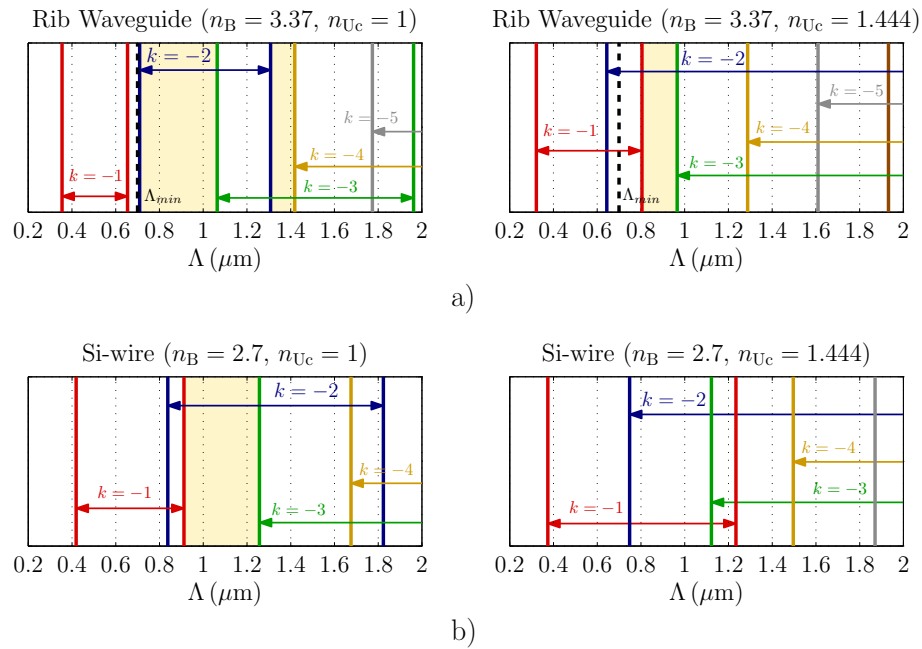 Rib Waveguide (n_B = 3.37, n_Uc = 1)
k = −2
k = −5
k = −4
k = −1
Λ_min
k = −3
0.2 0.4 0.6 0.8 1 1.2 1.4 1.6 1.8 2
Λ (μm)
Rib Waveguide (n_B = 3.37, n_Uc = 1.444)
k = −2
k = −5
k = −1
k = −4
k = −3
Λ_min
0.2 0.4 0.6 0.8 1 1.2 1.4 1.6 1.8 2
Λ (μm)
a)
Si-wire (n_B = 2.7, n_Uc = 1)
k = −2
k = −4
k = −1
k = −3
0.2 0.4 0.6 0.8 1 1.2 1.4 1.6 1.8 2
Λ (μm)
Si-wire (n_B = 2.7, n_Uc = 1.444)
k = −2
k = −4
k = −3
k = −1
0.2 0.4 0.6 0.8 1 1.2 1.4 1.6 1.8 2
Λ (μm)
b)